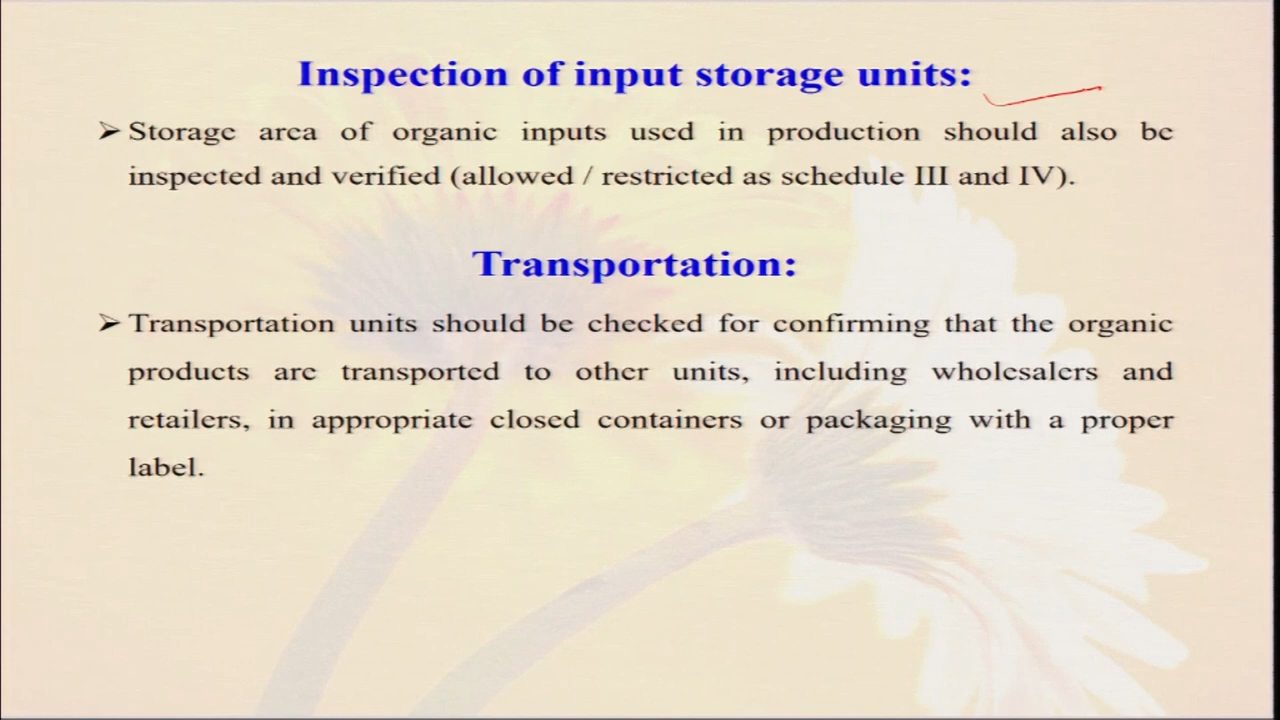 Inspection of input storage units:
➢ Storage area of organic inputs used in production should also be
inspected and verified (allowed / restricted as schedule III and IV).
Transportation:
➢ Transportation units should be checked for confirming that the organic
products are transported to other units, including wholesalers and
retailers, in appropriate closed containers or packaging with a proper
label.